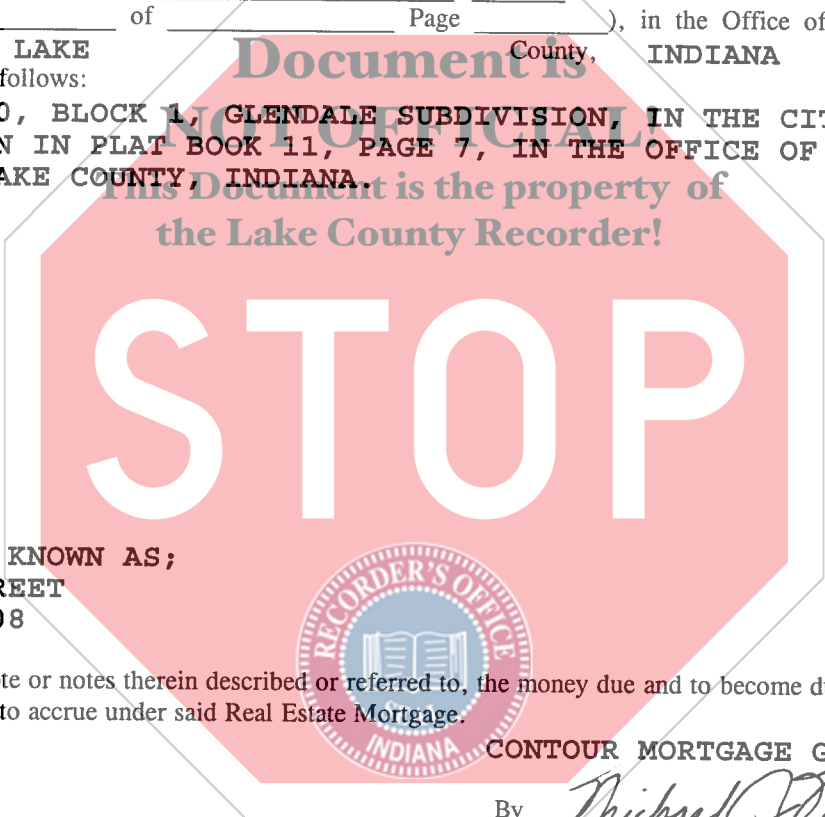 of Page ), in the Office of
LAKE County, INDIANA
follows:
Document is
0, BLOCK 1, GLENDALE SUBDIVISION, IN THE CIT
NOT OFFICIAL!
N IN PLAT BOOK 11, PAGE 7, IN THE OFFICE OF
AKE COUNTY, INDIANA.
This Document is the property of
the Lake County Recorder!
STOP
KNOWN AS;
REET
08
RECORDER'S OFFICE
te or notes therein described or referred to, the money due and to become d
to accrue under said Real Estate Mortgage.
SEAL
INDIANA
CONTOUR MORTGAGE G
By Michael